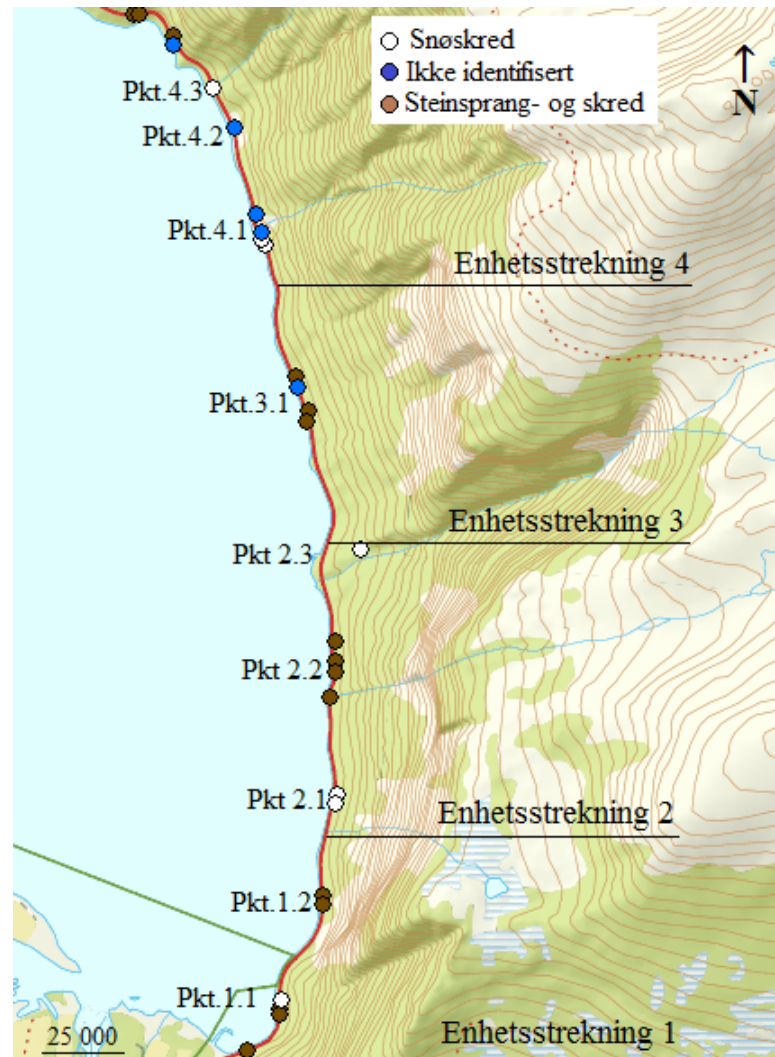 Snøskred
Ikke identifisert
Steinsprang- og skred
N
Pkt.4.3
Pkt.4.2
Pkt.4.1
Enhetsstrekning 4
Pkt.3.1
Enhetsstrekning 3
Pkt 2.3
Pkt 2.2
Pkt 2.1
Enhetsstrekning 2
Pkt.1.2
Pkt.1.1
25 000
Enhetsstrekning 1